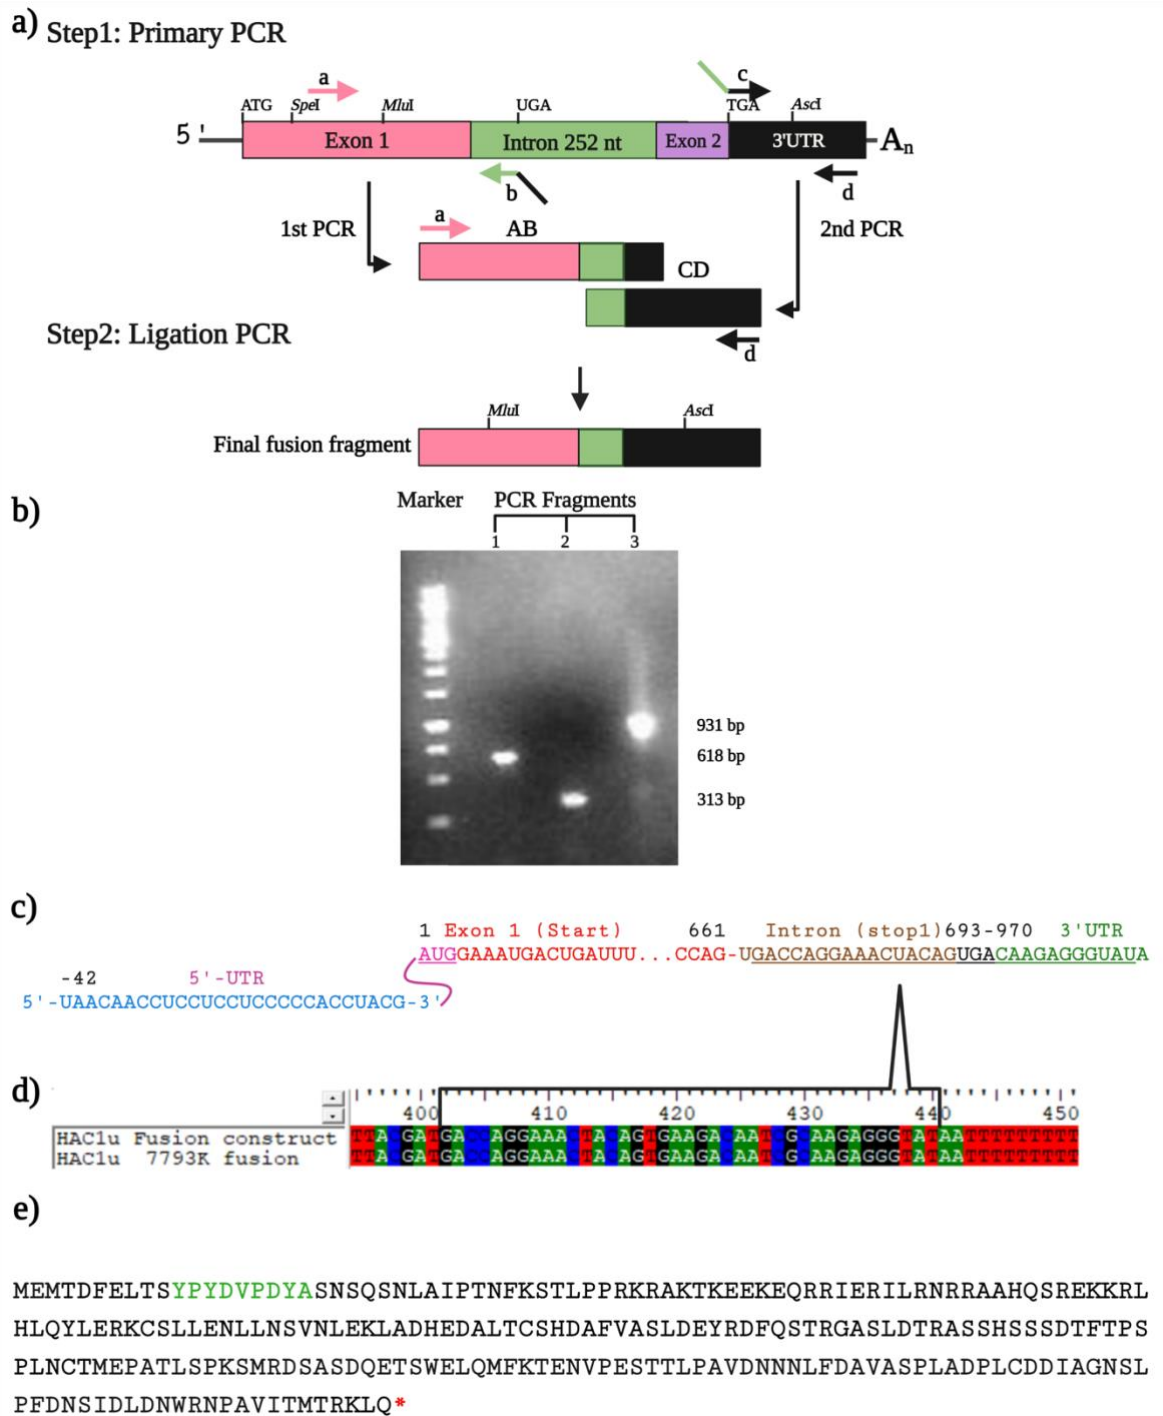 a) Step1: Primary PCR
a
c
ATG SpeI MluI UGA TGA AscI
5' Exon 1 Intron 252 nt Exon 2 3'UTR An
b
d
1st PCR a AB 2nd PCR
CD
Step2: Ligation PCR
d
MluI AscI
Final fusion fragment
b) Marker PCR Fragments
1 2 3
931 bp
618 bp
313 bp
c)
1 Exon 1 (Start) 661 Intron (stop1) 693-970 3'UTR
AUGGAAAUGACUGAUUU...CCAG-UGACCAGGAAACUACAGUGACAAGAGGGUAUA
-42 5'-UTR
5'-UAACAACCUCCUCCUCCCCCACCUACG-3'
d)
400 410 420 430 440 450
HAC1u Fusion construct TTACGATGACCAGGAAACTACAGTGAAGACAATCGCAAGAGGGTATAATTTTTTTTT
HAC1u 7793K fusion TTACGATGACCAGGAAACTACAGTGAAGACAATCGCAAGAGGGTATAATTTTTTTTT
e)
MEMTDFELTSYPYDVPDYASNSQSNLAIPTNFKSTLPPRKRAKTKEEKEQRRIERILRNRRAAHQSREKKRL
HLQYLERKCSLLENLLNSVNLEKLADHEDALTCSHDAFVASLDEYRDFQSTRGASLDTRASSHSSSDTFTPS
PLNCTMEPATLSPKSMRDSASDQETSWELQMFKTENVPESTTLPAVDNNNLFDAVASPLADPLCDDIAGNSL
PFDNSIDLDNWRNPAVITMTRKLQ*